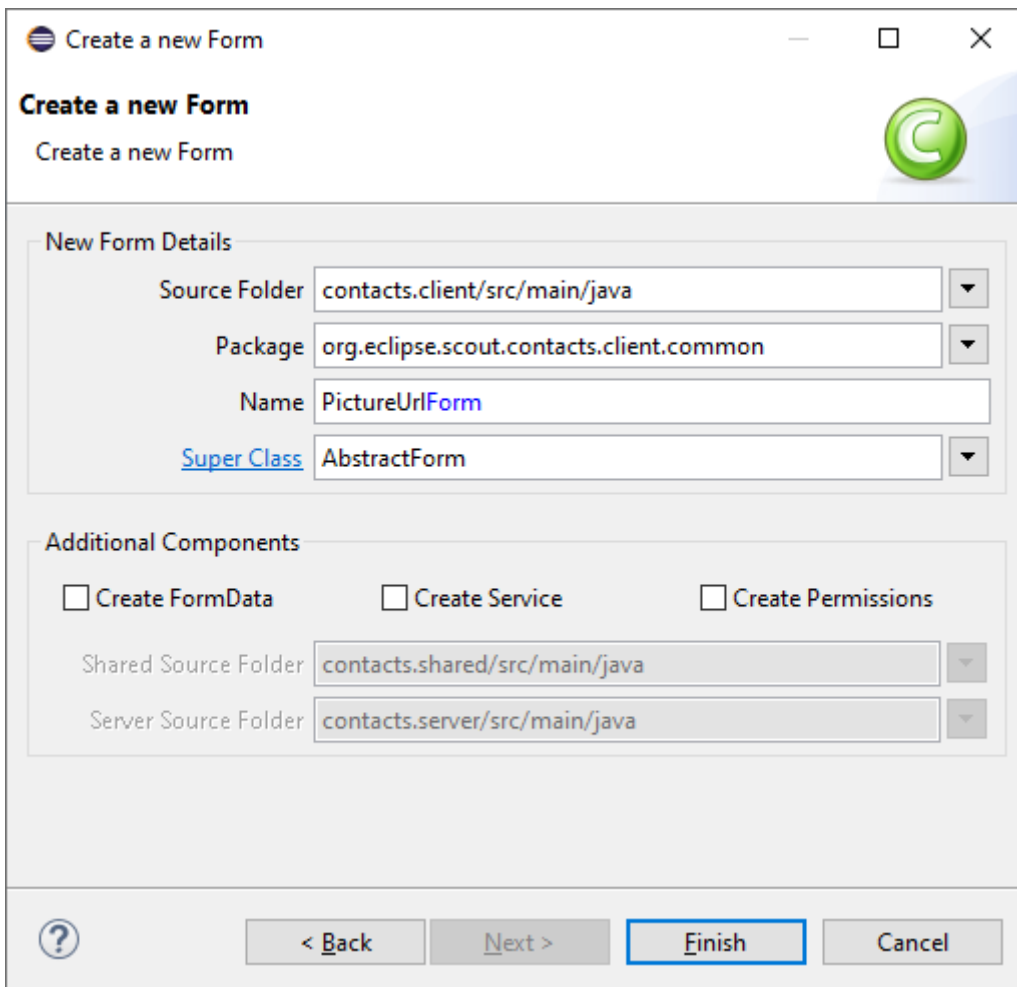 Create a new Form
Create a new Form
Create a new Form
New Form Details
Source Folder contacts.client/src/main/java
Package org.eclipse.scout.contacts.client.common
Name PictureUrlForm
Super Class AbstractForm
Additional Components
Create FormData Create Service Create Permissions
Shared Source Folder contacts.shared/src/main/java
Server Source Folder contacts.server/src/main/java
? < Back Next > Finish Cancel